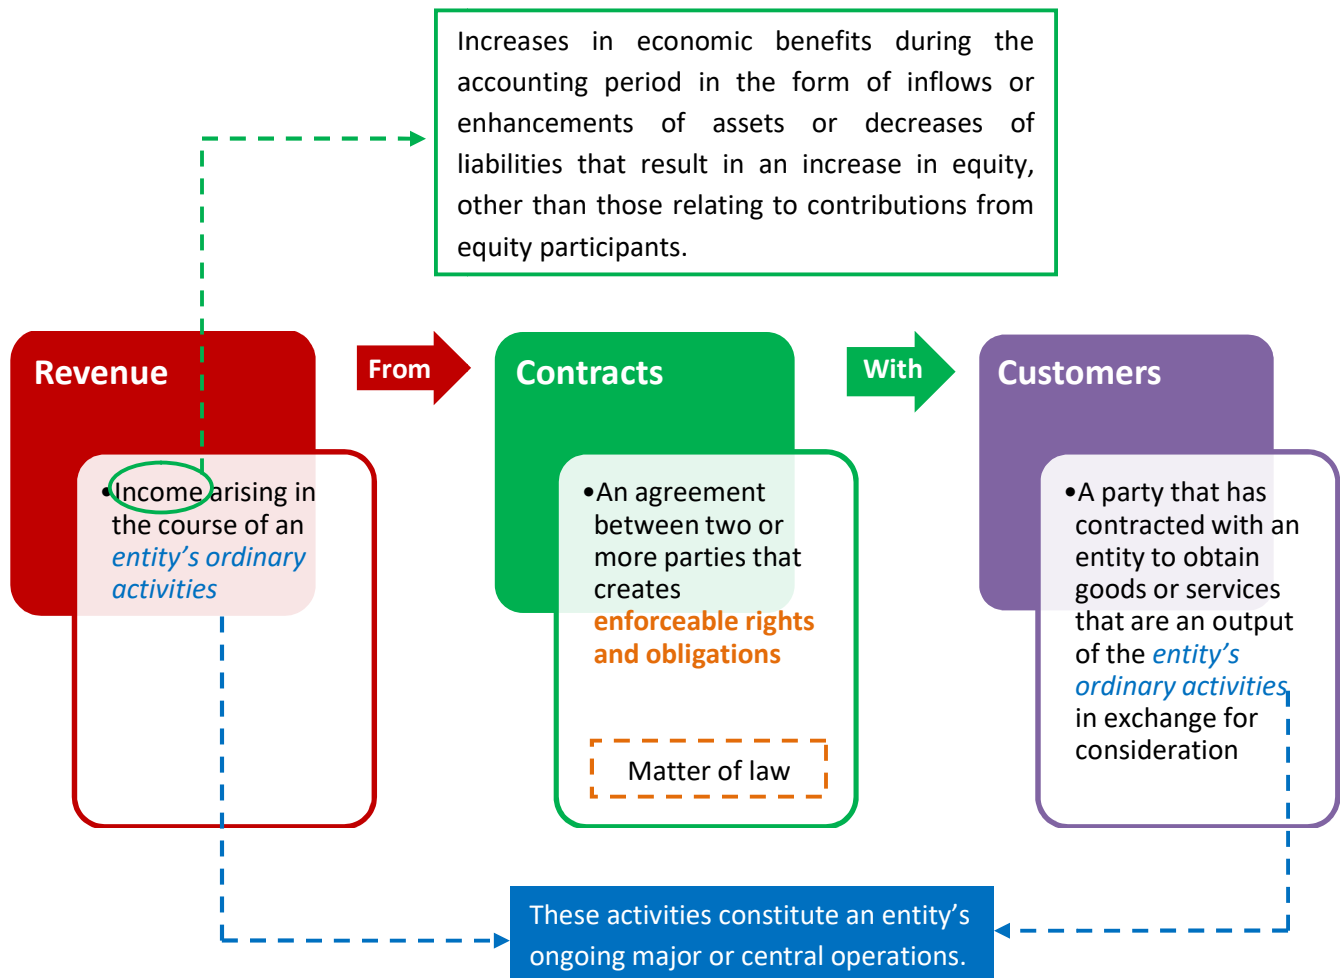 Increases in economic benefits during the
accounting period in the form of inflows or
enhancements of assets or decreases of
liabilities that result in an increase in equity,
other than those relating to contributions from
equity participants.
Revenue
From
Contracts
With
Customers
•Income arising in
the course of an
entity’s ordinary
activities
•An agreement
between two or
more parties that
creates
enforceable rights
and obligations
Matter of law
•A party that has
contracted with an
entity to obtain
goods or services
that are an output
of the entity’s
ordinary activities
in exchange for
consideration
These activities constitute an entity’s
ongoing major or central operations.